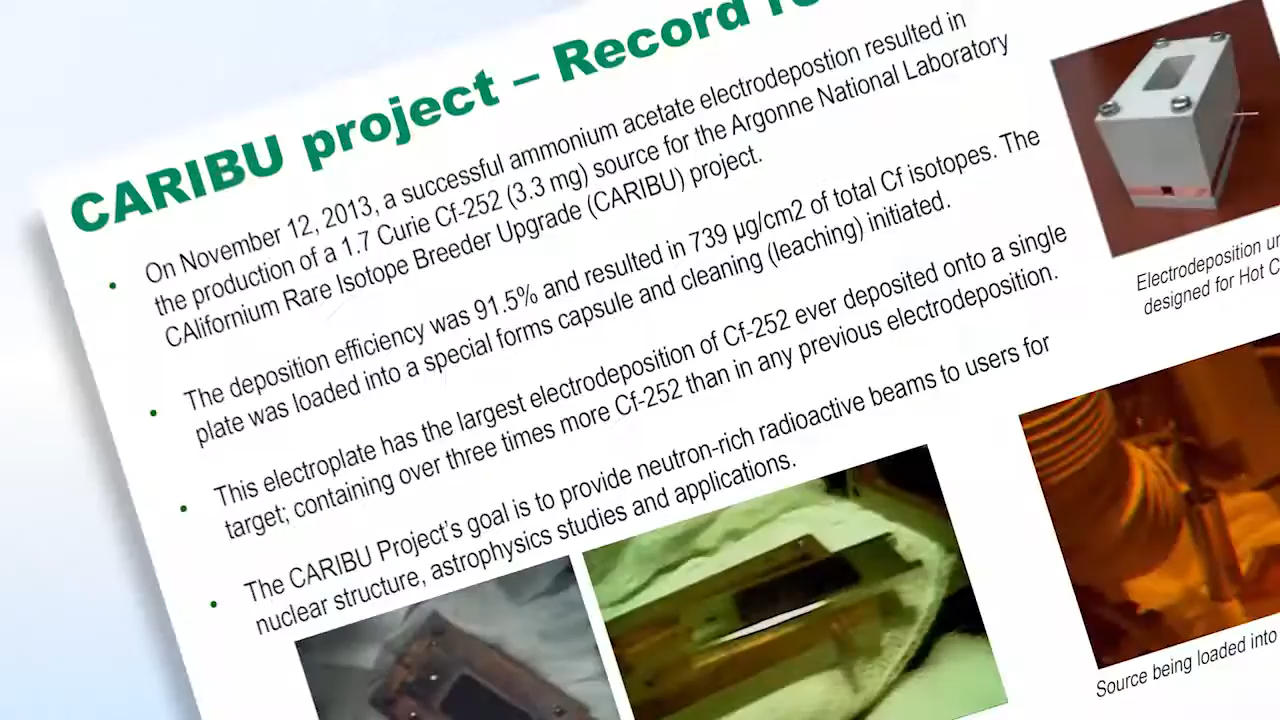 CARIBU project – Record
On November 12, 2013, a successful ammonium acetate electrodepostion resulted in
the production of a 1.7 Curie Cf-252 (3.3 mg) source for the Argonne National Laboratory
CAlifornium Rare Isotope Breeder Upgrade (CARIBU) project.
The deposition efficiency was 91.5% and resulted in 739 µg/cm2 of total Cf isotopes. The
plate was loaded into a special forms capsule and cleaning (leaching) initiated.
This electroplate has the largest electrodeposition of Cf-252 ever deposited onto a single
target; containing over three times more Cf-252 than in any previous electrodeposition.
The CARIBU Project's goal is to provide neutron-rich radioactive beams to users for
nuclear structure, astrophysics studies and applications.
Electrodeposition
designed for Hot
Source being loaded into